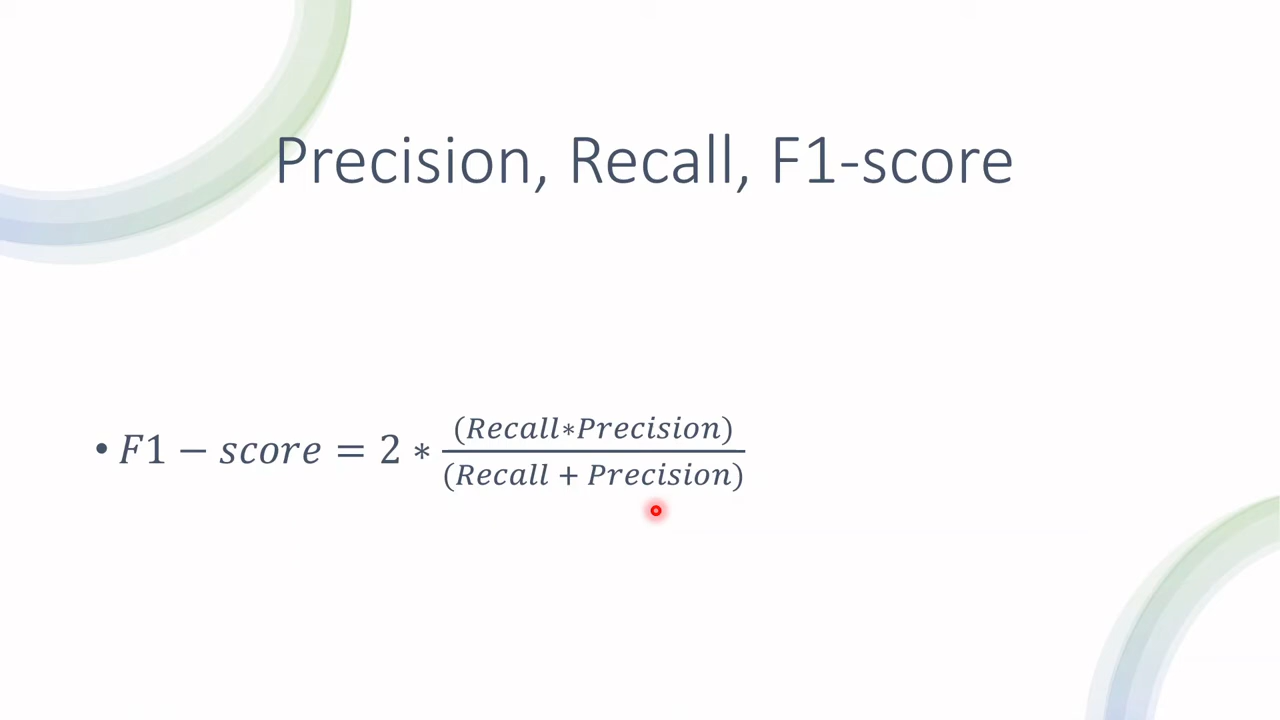 Precision, Recall, F1-score
• F1 − score = 2 ∗ (Recall∗Precision) / (Recall + Precision)